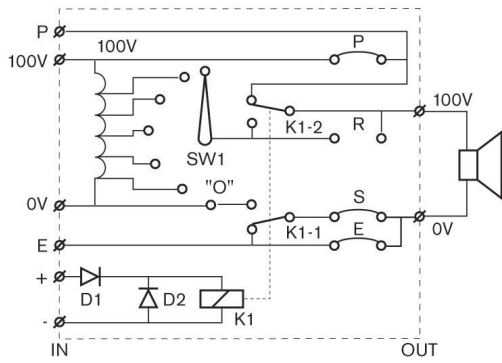 P
100V
100V
P
100V
K1-2
R
SW1
"O"
0V
S
K1-1
E
0V
E
+
D1
D2
K1
-
IN
OUT